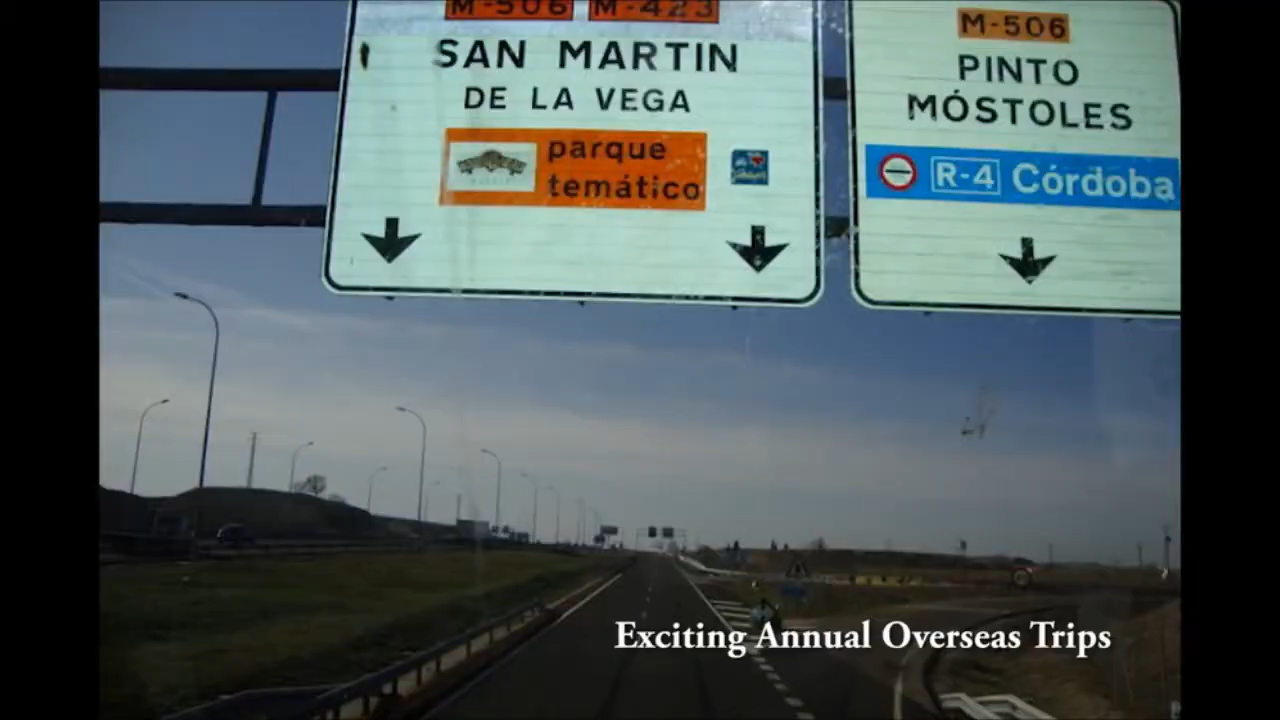 M-506 M-423
SAN MARTIN
DE LA VEGA
parque
temático
M-506
PINTO
MÓSTOLES
R-4 Córdoba
Exciting Annual Overseas Trips